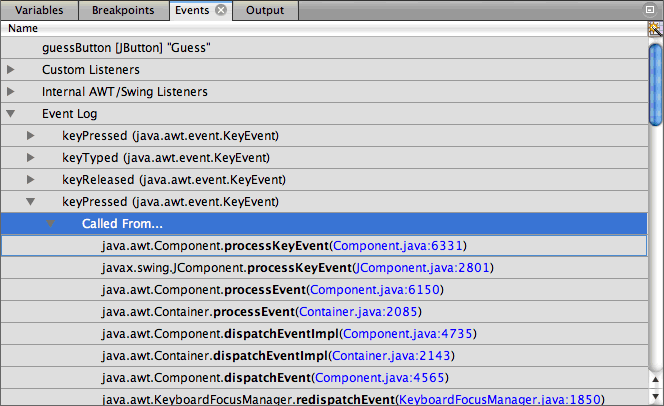 Variables Breakpoints Events Output
Name
guessButton [JButton] "Guess"
Custom Listeners
Internal AWT/Swing Listeners
Event Log
keyPressed (java.awt.event.KeyEvent)
keyTyped (java.awt.event.KeyEvent)
keyReleased (java.awt.event.KeyEvent)
keyPressed (java.awt.event.KeyEvent)
Called From...
java.awt.Component.processKeyEvent(Component.java:6331)
javax.swing.JComponent.processKeyEvent(JComponent.java:2801)
java.awt.Component.processEvent(Component.java:6150)
java.awt.Container.processEvent(Container.java:2085)
java.awt.Component.dispatchEventImpl(Component.java:4735)
java.awt.Container.dispatchEventImpl(Container.java:2143)
java.awt.Component.dispatchEvent(Component.java:4565)
java.awt.KeyboardFocusManager.redispatchEvent(KeyboardFocusManager.java:1850)